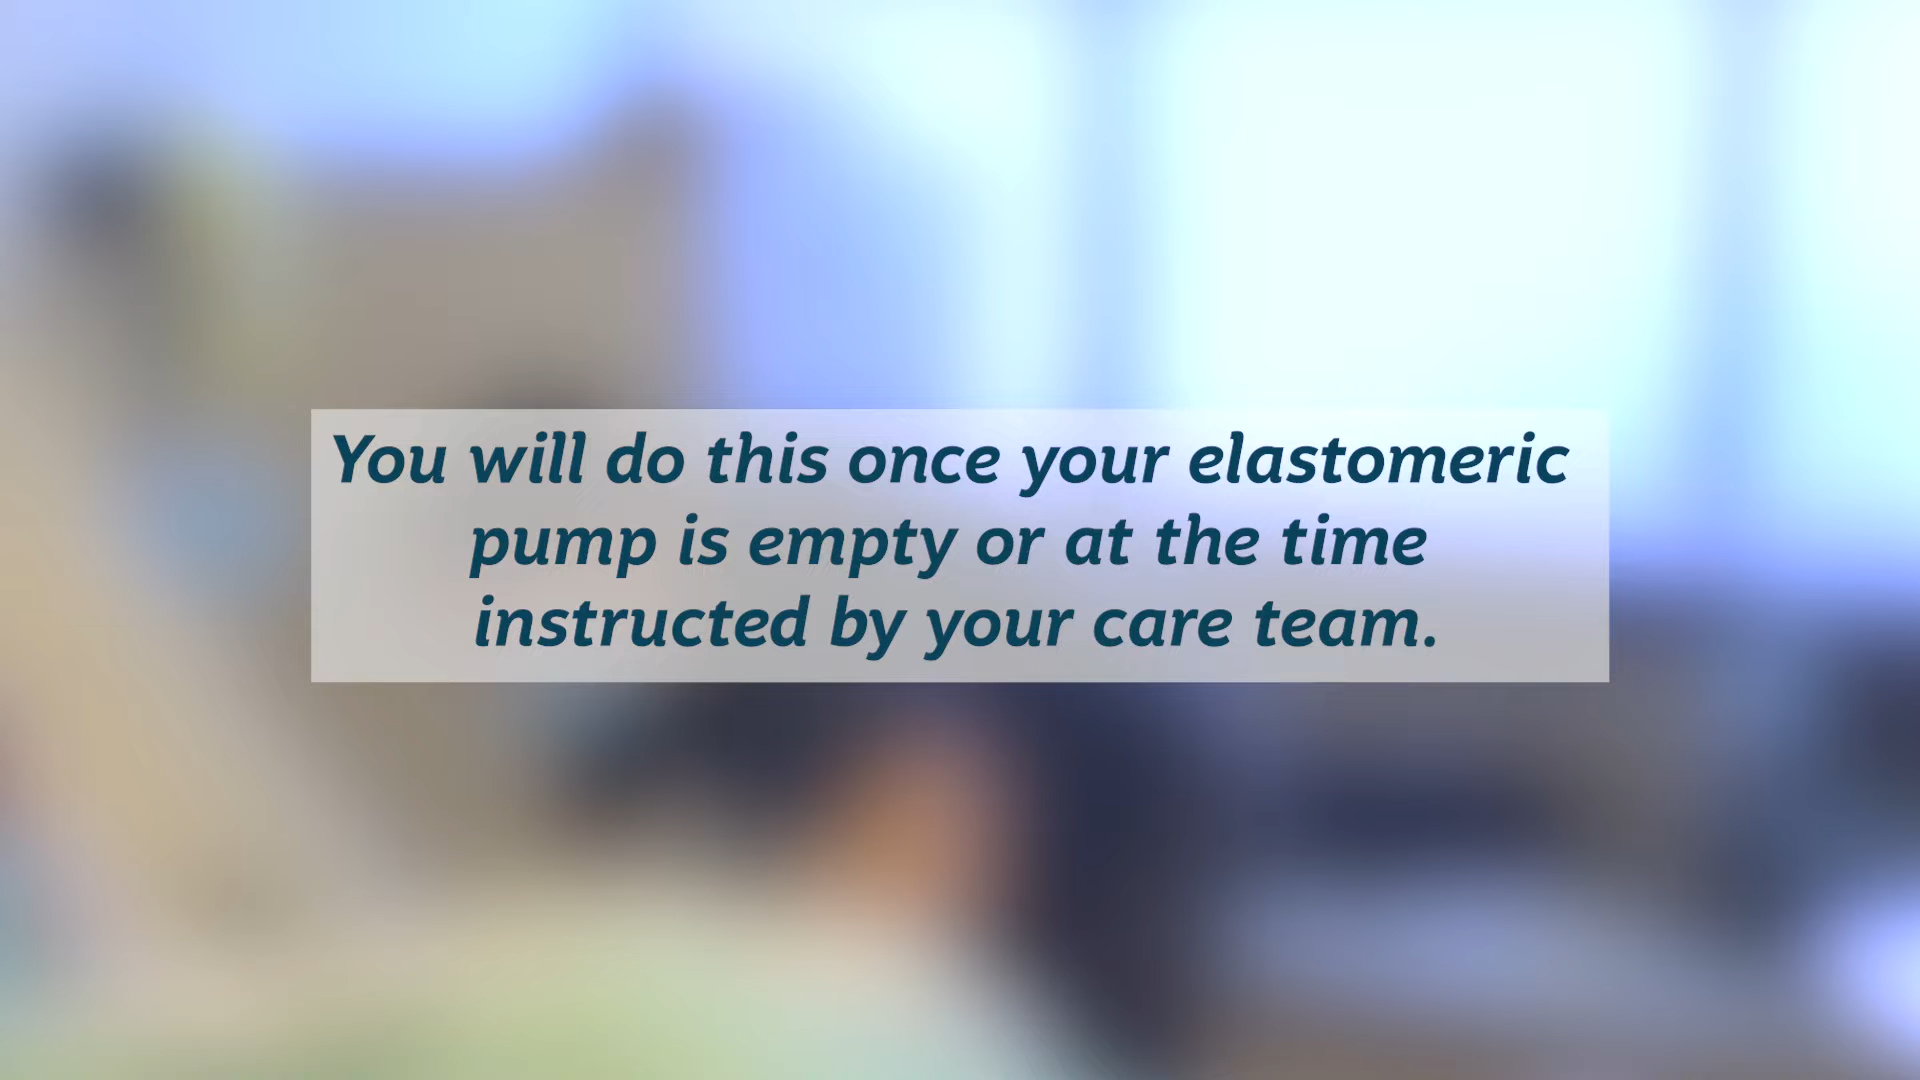 You will do this once your elastomeric
pump is empty or at the time
instructed by your care team.